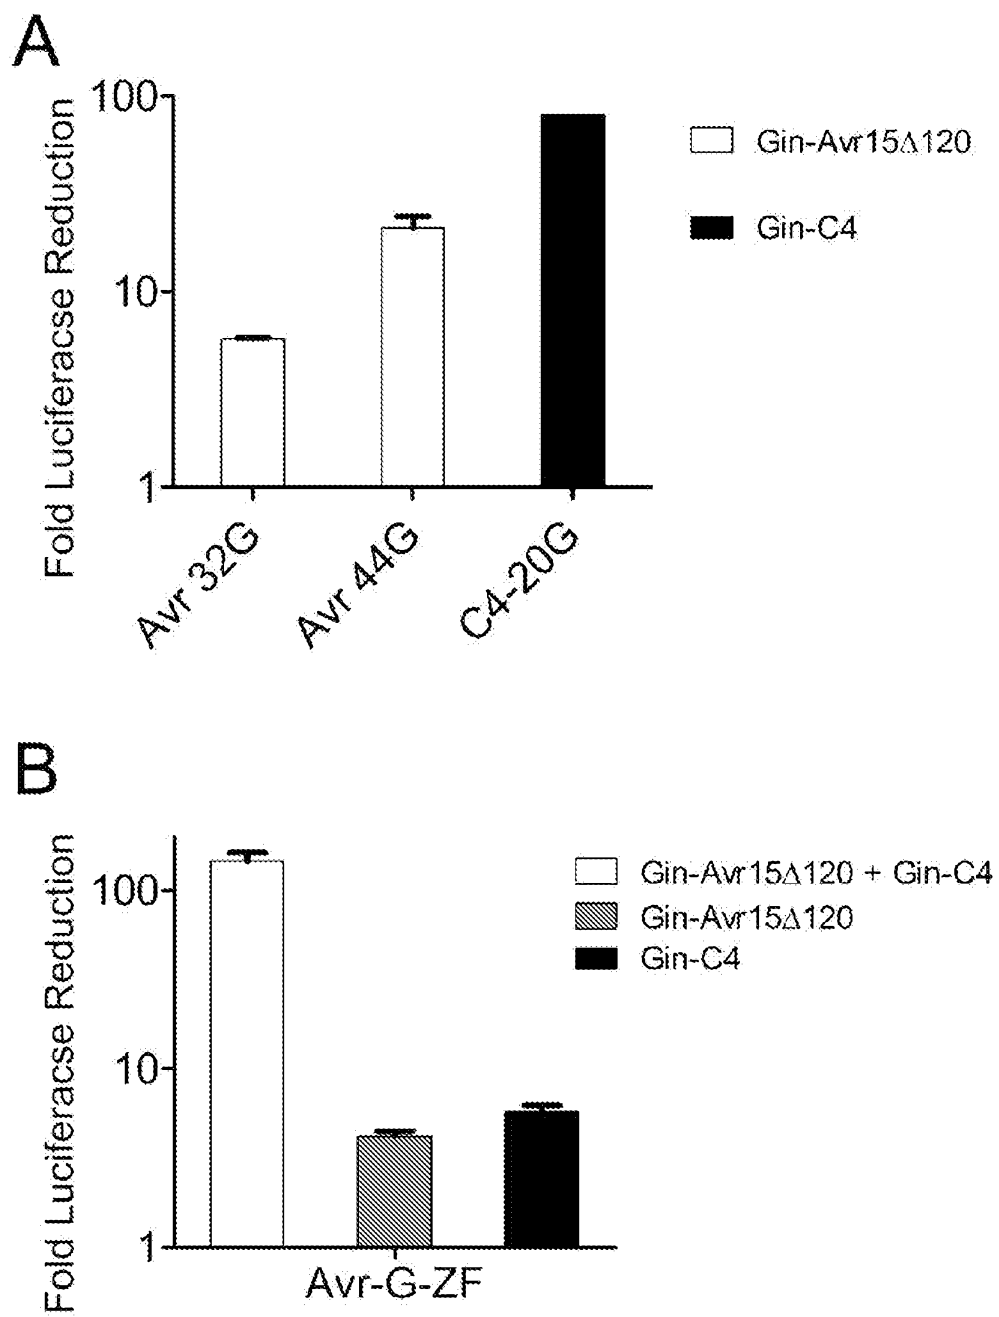 A
Fold Luciferacse Reduction
100
10
1
Avr 32G
Avr 44G
C4-20G
Gin-Avr15Δ120
Gin-C4
B
Fold Luciferacse Reduction
100
10
1
Avr-G-ZF
Gin-Avr15Δ120 + Gin-C4
Gin-Avr15Δ120
Gin-C4